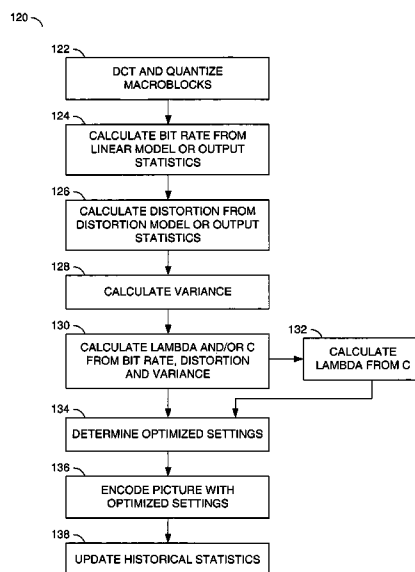 120
122
DCT AND QUANTIZE
MACROBLOCKS
124
CALCULATE BIT RATE FROM
LINEAR MODEL OR OUTPUT
STATISTICS
126
CALCULATE DISTORTION FROM
DISTORTION MODEL OR OUTPUT
STATISTICS
128
CALCULATE VARIANCE
130
CALCULATE LAMBDA AND/OR C
FROM BIT RATE, DISTORTION
AND VARIANCE
132
CALCULATE
LAMBDA FROM C
134
DETERMINE OPTIMIZED SETTINGS
136
ENCODE PICTURE WITH
OPTIMIZED SETTINGS
138
UPDATE HISTORICAL STATISTICS